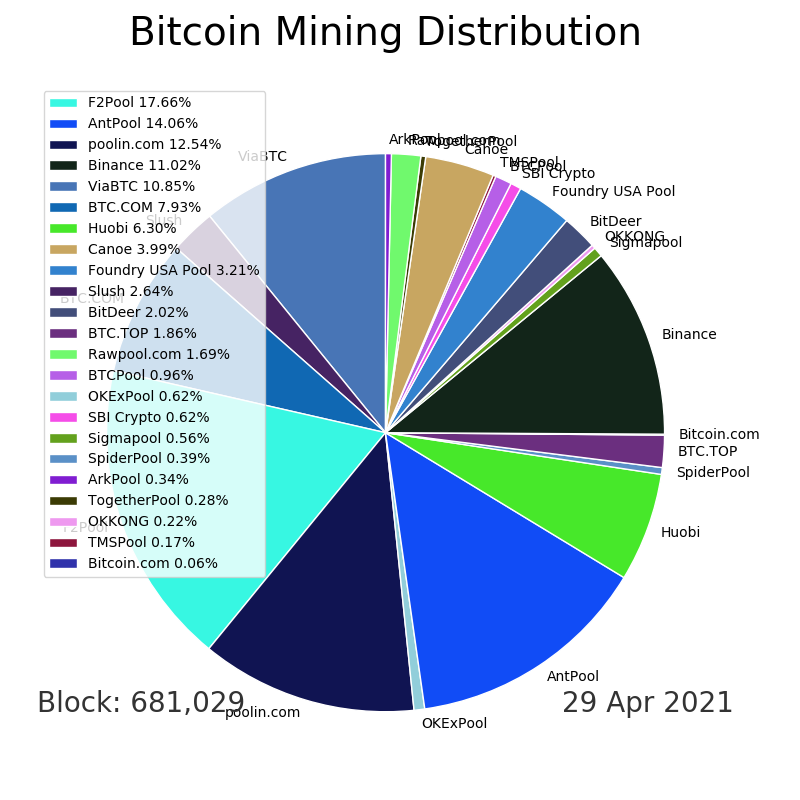 Bitcoin Mining Distribution
F2Pool 17.66%
AntPool 14.06%
poolin.com 12.54%
Binance 11.02%
ViaBTC 10.85%
BTC.COM 7.93%
Huobi 6.30%
Canoe 3.99%
Foundry USA Pool 3.21%
Slush 2.64%
BitDeer 2.02%
BTC.TOP 1.86%
Rawpool.com 1.69%
BTCPool 0.96%
OKExPool 0.62%
SBI Crypto 0.62%
Sigmapool 0.56%
SpiderPool 0.39%
ArkPool 0.34%
TogetherPool 0.28%
OKKONG 0.22%
TMSPool 0.17%
Bitcoin.com 0.06%
ArkPool
Rawpool.com
TogetherPool
Canoe
TMSPool
BTCPool
SBI Crypto
Foundry USA Pool
BitDeer
OKKONG
Sigmapool
Binance
Bitcoin.com
BTC.TOP
SpiderPool
Huobi
AntPool
OKExPool
poolin.com
F2Pool
BTC.COM
Slush
ViaBTC
Block: 681,029
29 Apr 2021